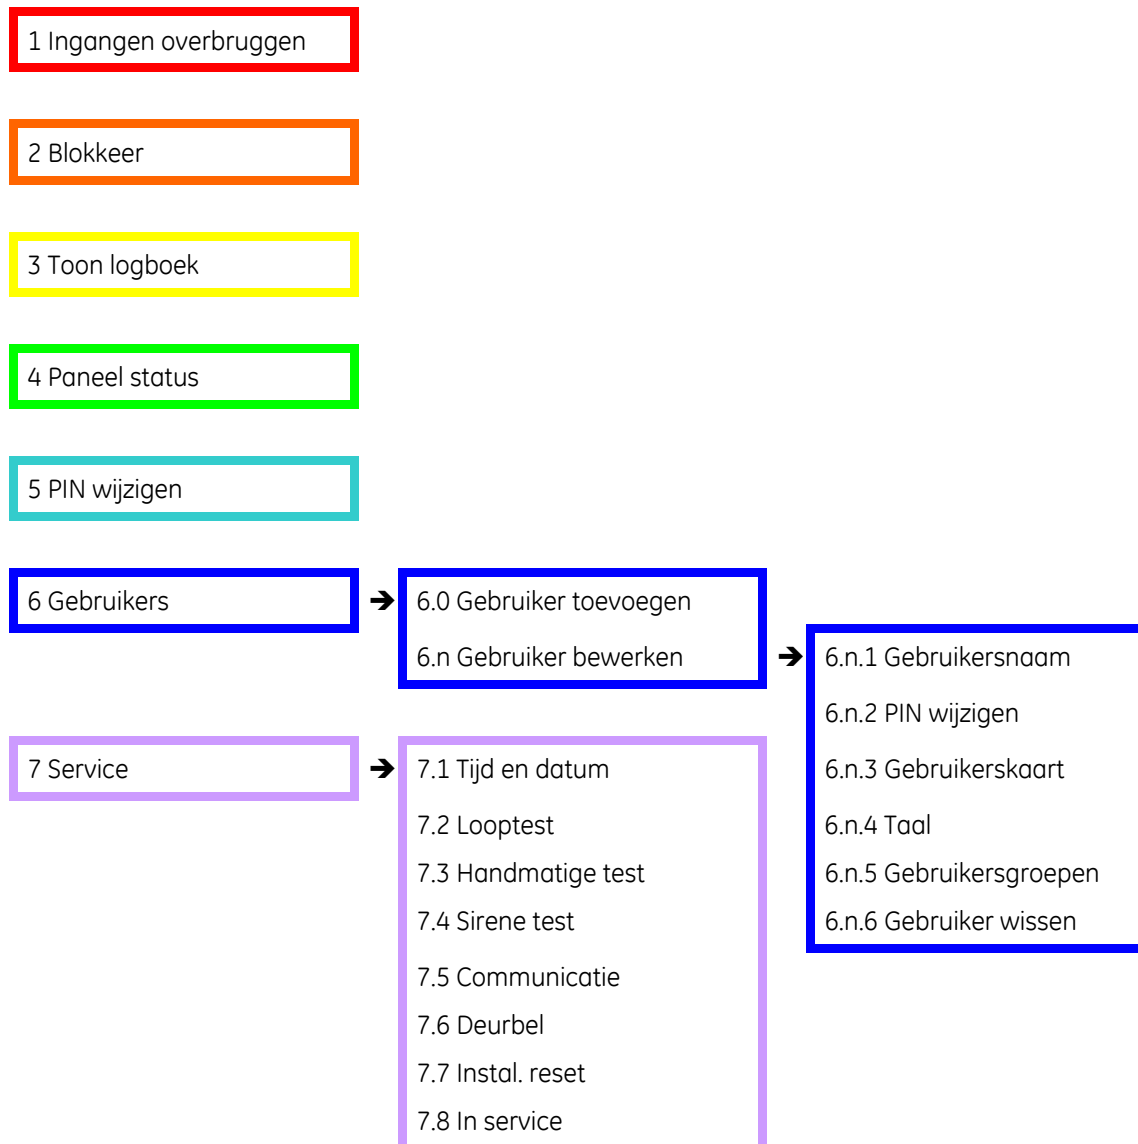 1 Ingangen overbruggen
2 Blokkeer
3 Toon logboek
4 Paneel status
5 PIN wijzigen
6 Gebruikers
6.0 Gebruiker toevoegen
6.n Gebruiker bewerken
6.n.1 Gebruikersnaam
6.n.2 PIN wijzigen
6.n.3 Gebruikerskaart
6.n.4 Taal
6.n.5 Gebruikersgroepen
6.n.6 Gebruiker wissen
7 Service
7.1 Tijd en datum
7.2 Looptest
7.3 Handmatige test
7.4 Sirene test
7.5 Communicatie
7.6 Deurbel
7.7 Instal. reset
7.8 In service